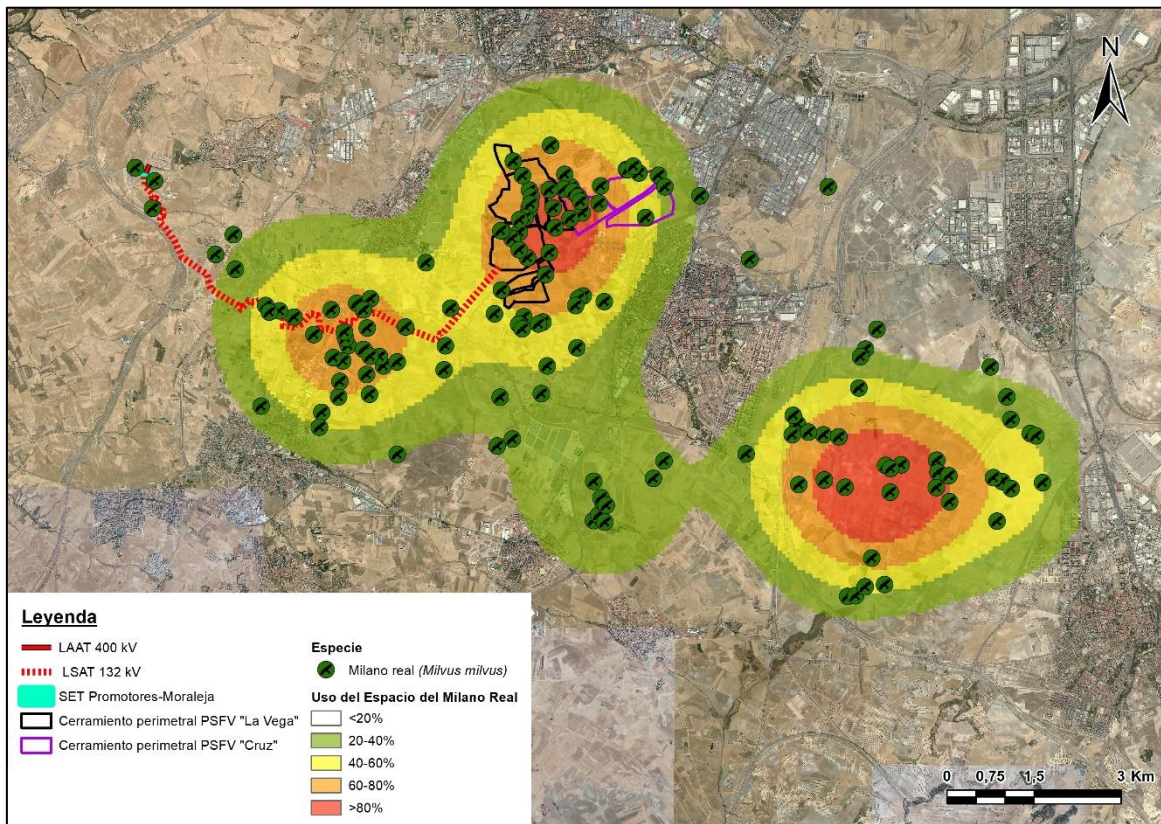 N
Leyenda
LAAT 400 kV
LSAT 132 kV
SET Promotores-Moraleja
Cerramiento perimetral PSFV "La Vega"
Cerramiento perimetral PSFV "Cruz"
Especie
Milano real (Milvus milvus)
Uso del Espacio del Milano Real
<20%
20-40%
40-60%
60-80%
>80%
0 0,75 1,5 3 Km